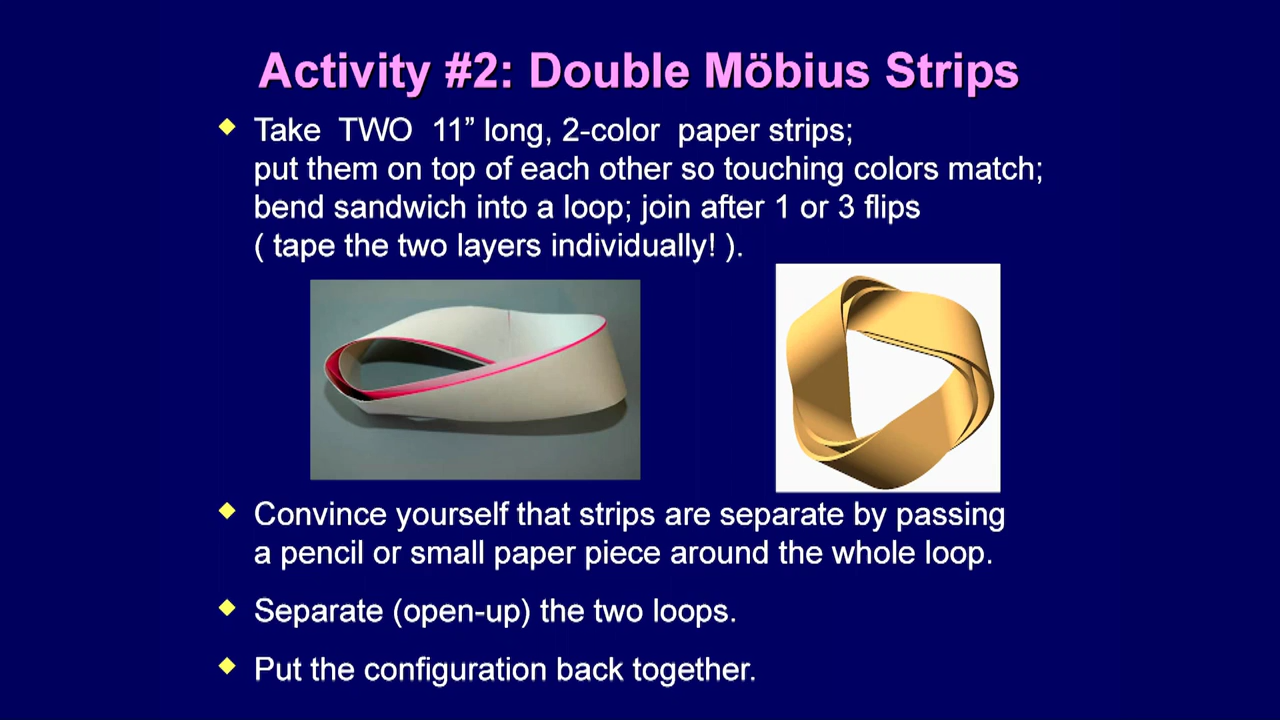 Activity #2: Double Möbius Strips
Take TWO 11” long, 2-color paper strips;
put them on top of each other so touching colors match;
bend sandwich into a loop; join after 1 or 3 flips
( tape the two layers individually! ).
Convince yourself that strips are separate by passing
a pencil or small paper piece around the whole loop.
Separate (open-up) the two loops.
Put the configuration back together.